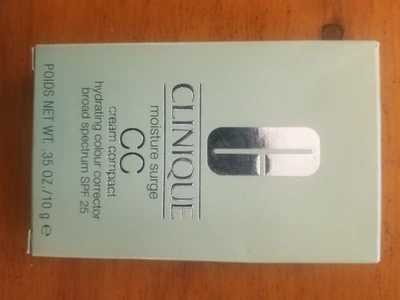 CLINIQUE
moisture surge
CC
cream compact
hydrating colour corrector
broad spectrum SPF 25
POIDS NET WT. .35 OZ./10 g e